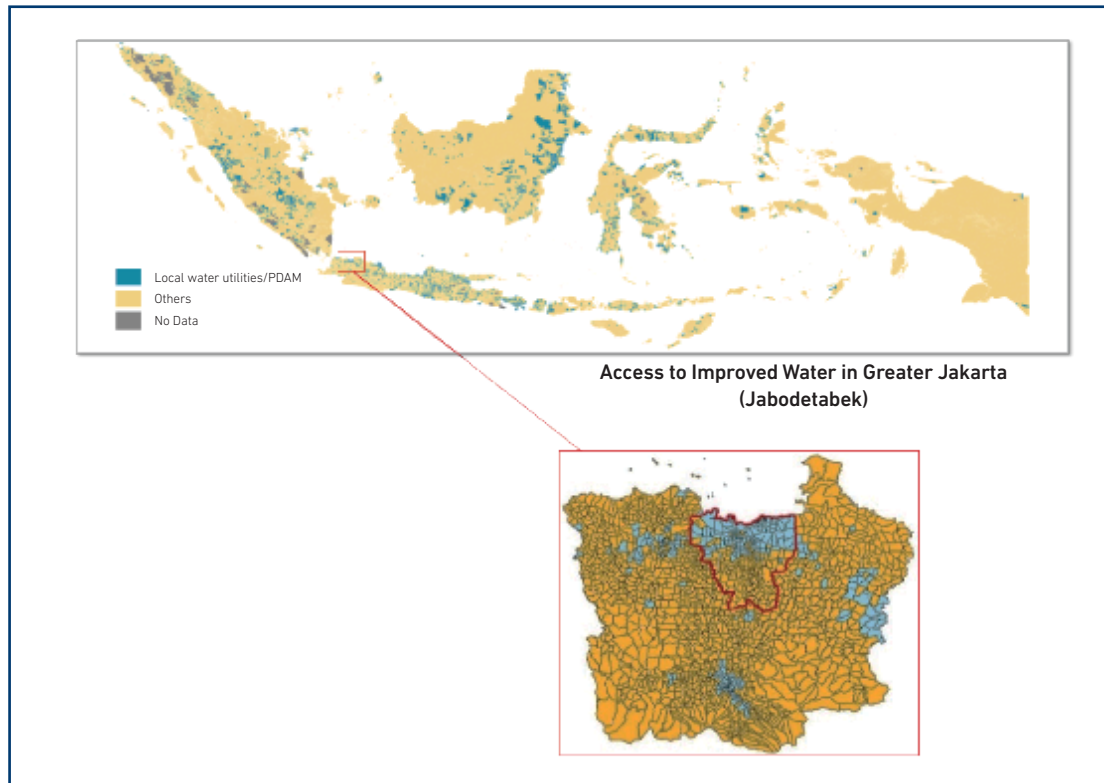 Local water utilities/PDAM
Others
No Data
Access to Improved Water in Greater Jakarta
(Jabodetabek)